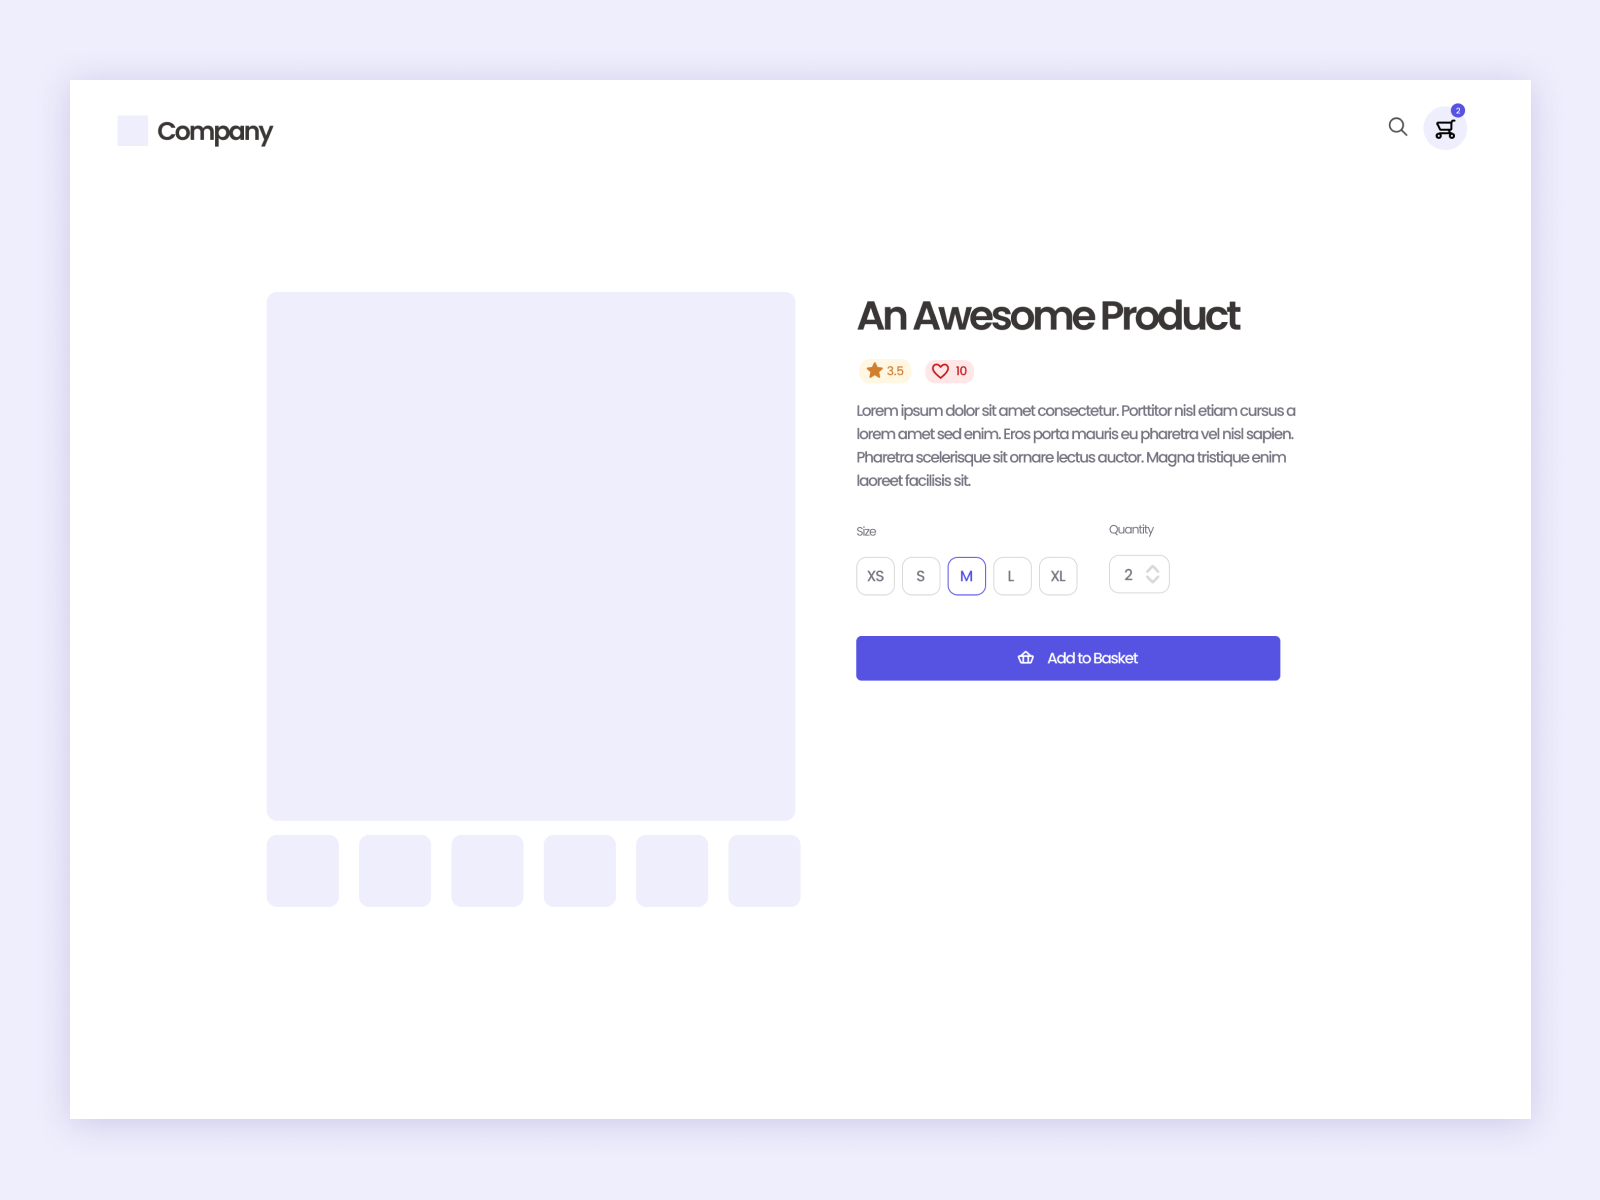 Company
2
An Awesome Product
3.5
10
Lorem ipsum dolor sit amet consectetur. Porttitor nisl etiam cursus a
lorem amet sed enim. Eros porta mauris eu pharetra vel nisl sapien.
Pharetra scelerisque sit ornare lectus auctor. Magna tristique enim
laoreet facilisis sit.
Size
Quantity
XS S M L XL
2
Add to Basket